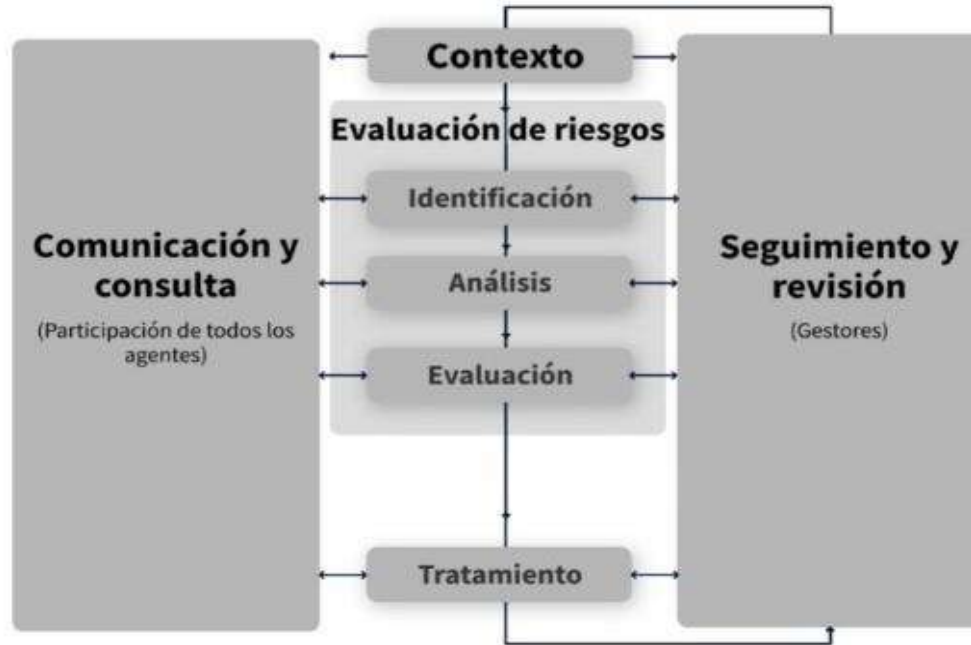 Contexto
Evaluación de riesgos
Identificación
Comunicación y
consulta
(Participación de todos los
agentes)
Análisis
Evaluación
Seguimiento y
revisión
(Gestores)
Tratamiento